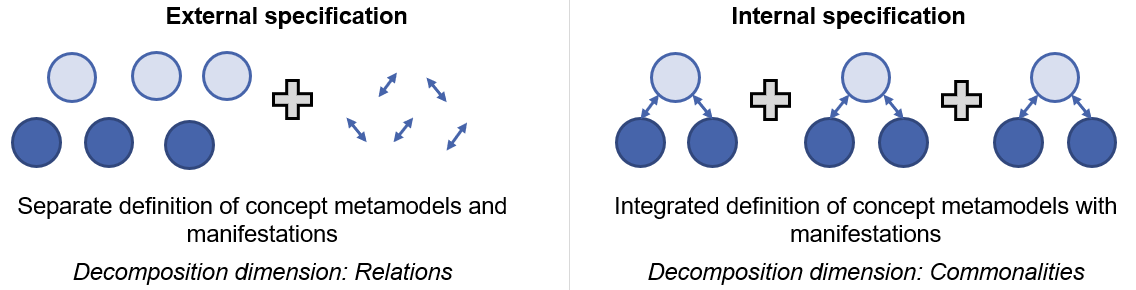 External specification
Separate definition of concept metamodels and
manifestations
Decomposition dimension: Relations
Internal specification
Integrated definition of concept metamodels with
manifestations
Decomposition dimension: Commonalities